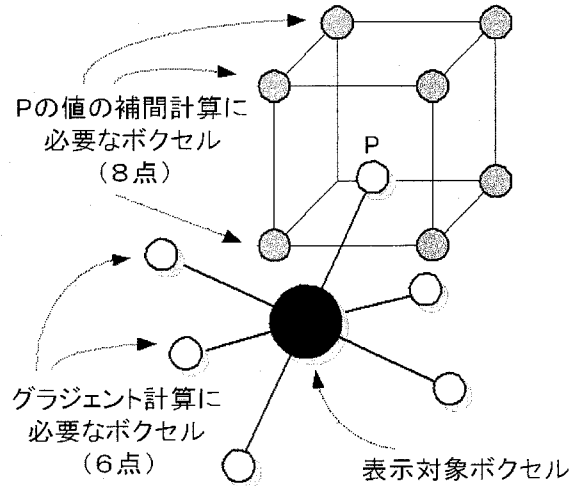 Pの値の補間計算に
必要なボクセル
(8点)
P
グラジェント計算に
必要なボクセル
(6点)
表示対象ボクセル